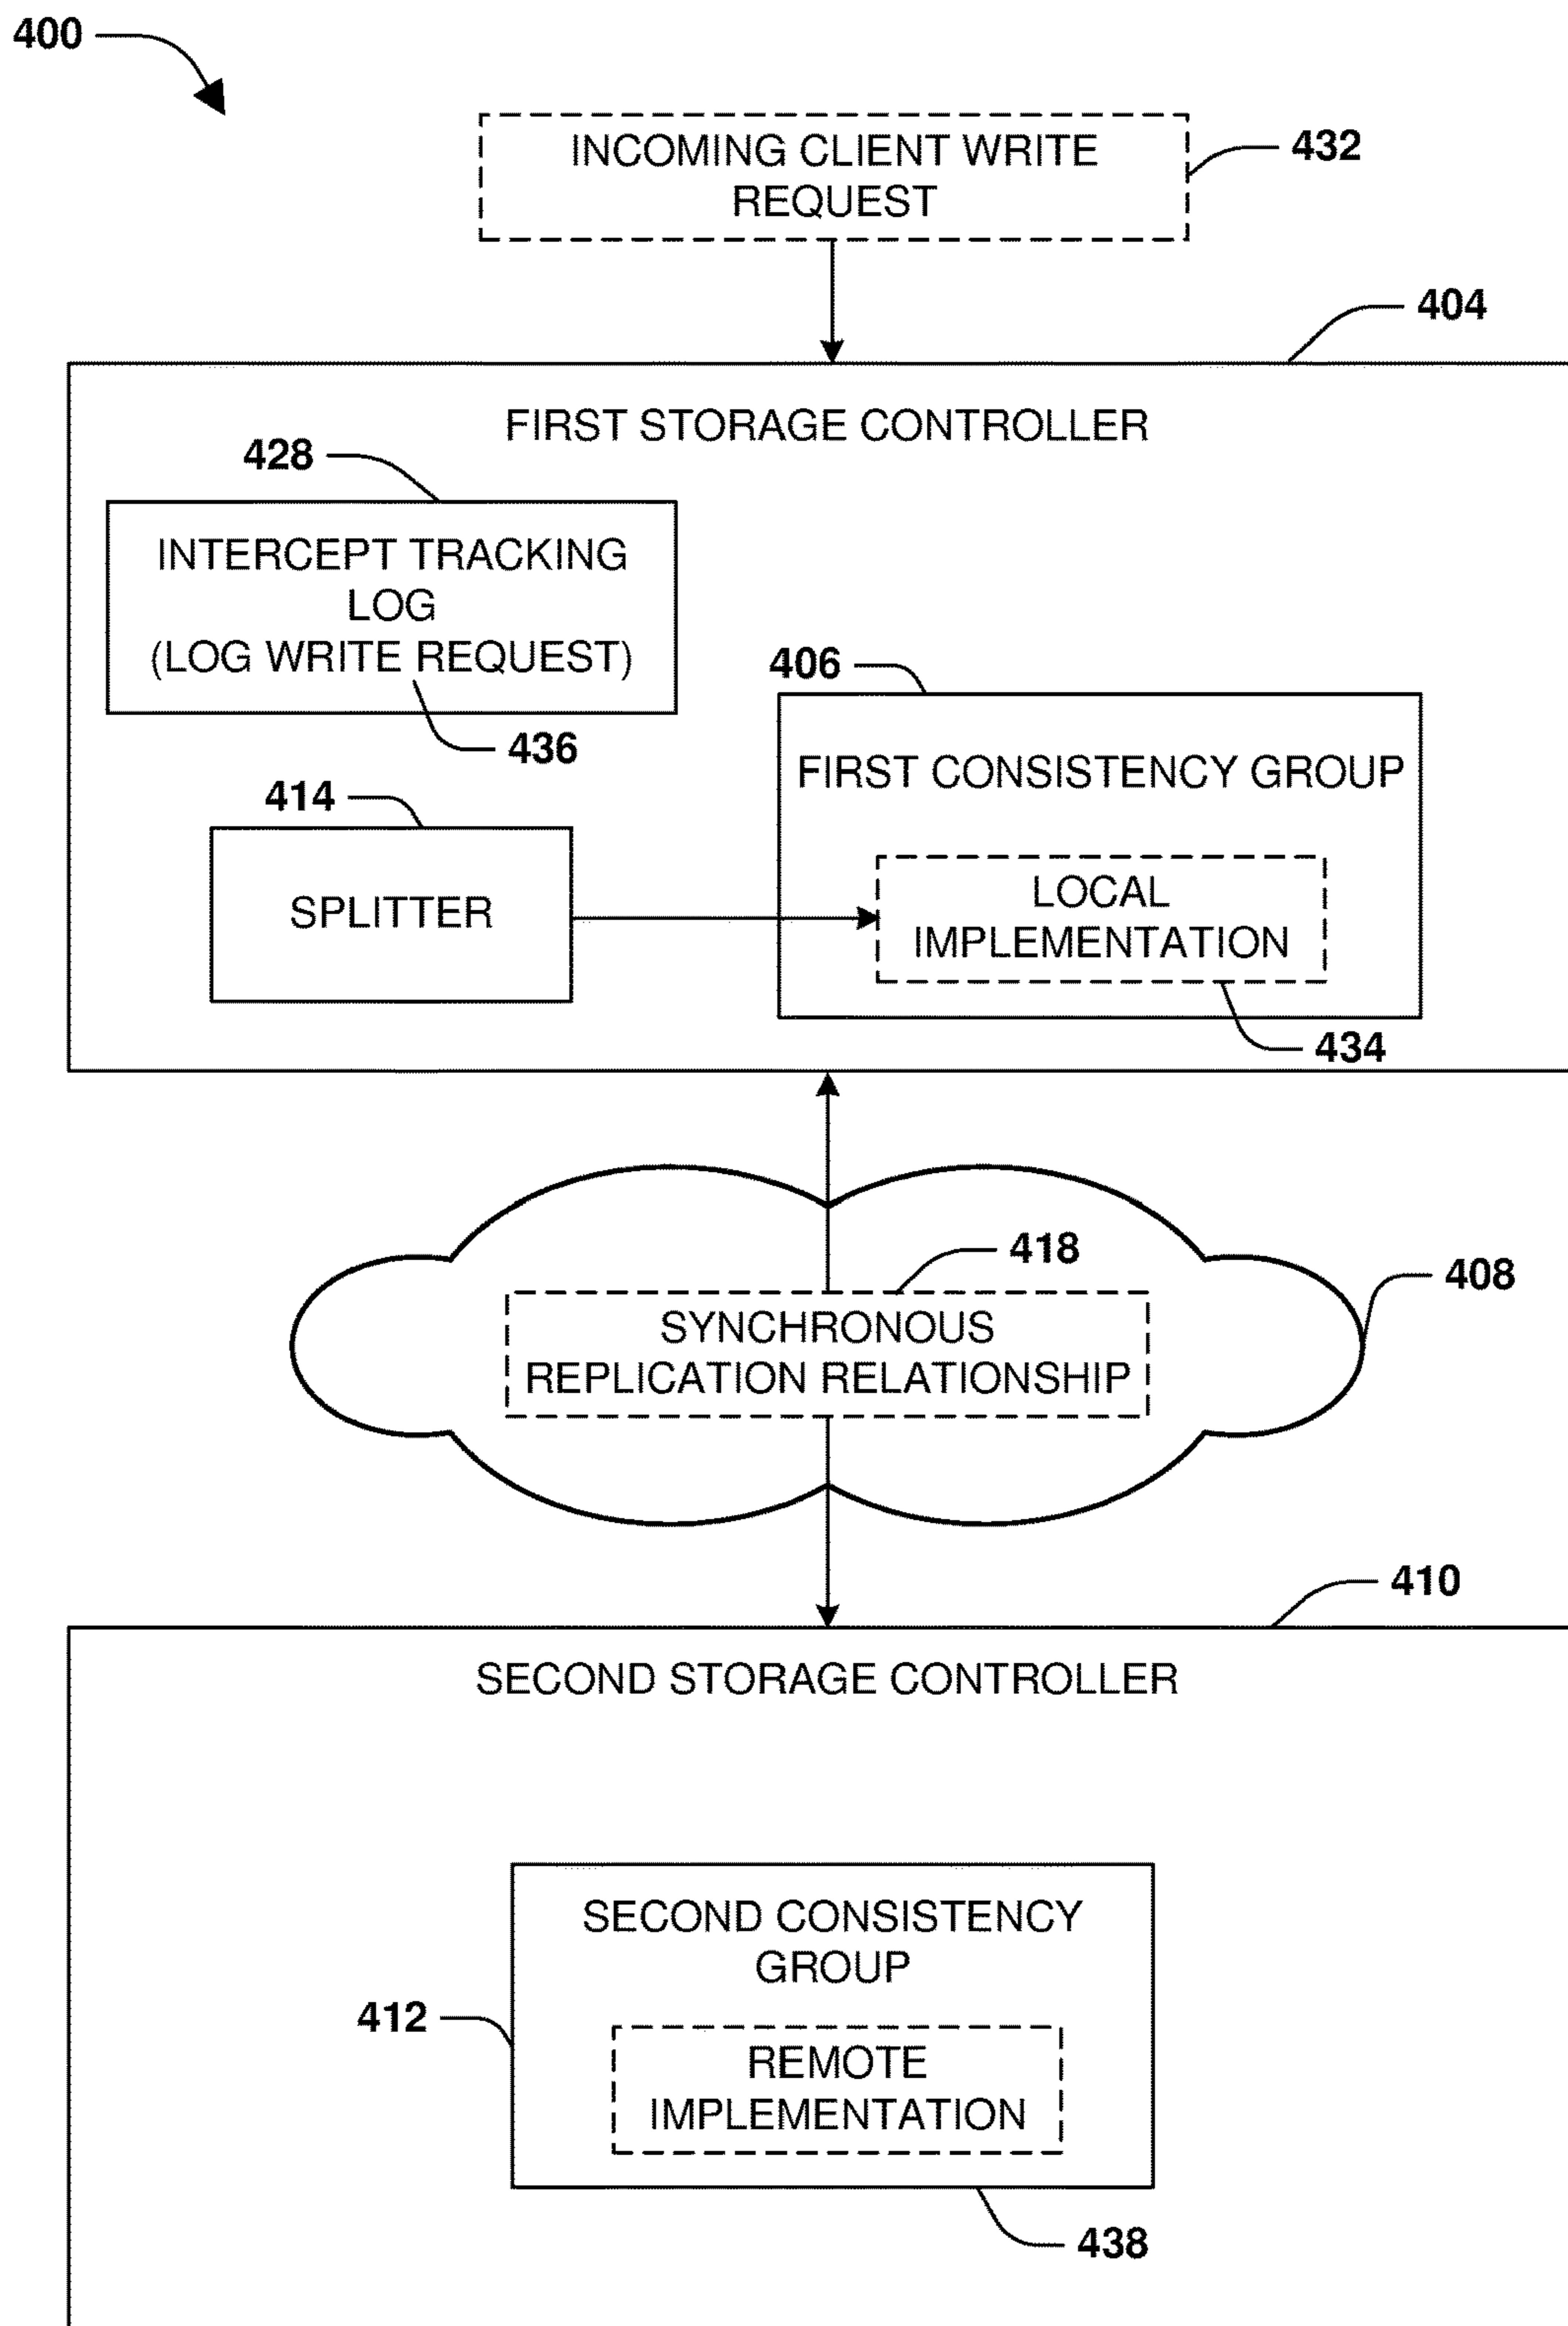 400
INCOMING CLIENT WRITE
REQUEST
432
404
FIRST STORAGE CONTROLLER
428
INTERCEPT TRACKING
LOG
(LOG WRITE REQUEST)
436
406
FIRST CONSISTENCY GROUP
414
SPLITTER
LOCAL
IMPLEMENTATION
434
418
408
SYNCHRONOUS
REPLICATION RELATIONSHIP
410
SECOND STORAGE CONTROLLER
SECOND CONSISTENCY
GROUP
412
REMOTE
IMPLEMENTATION
438